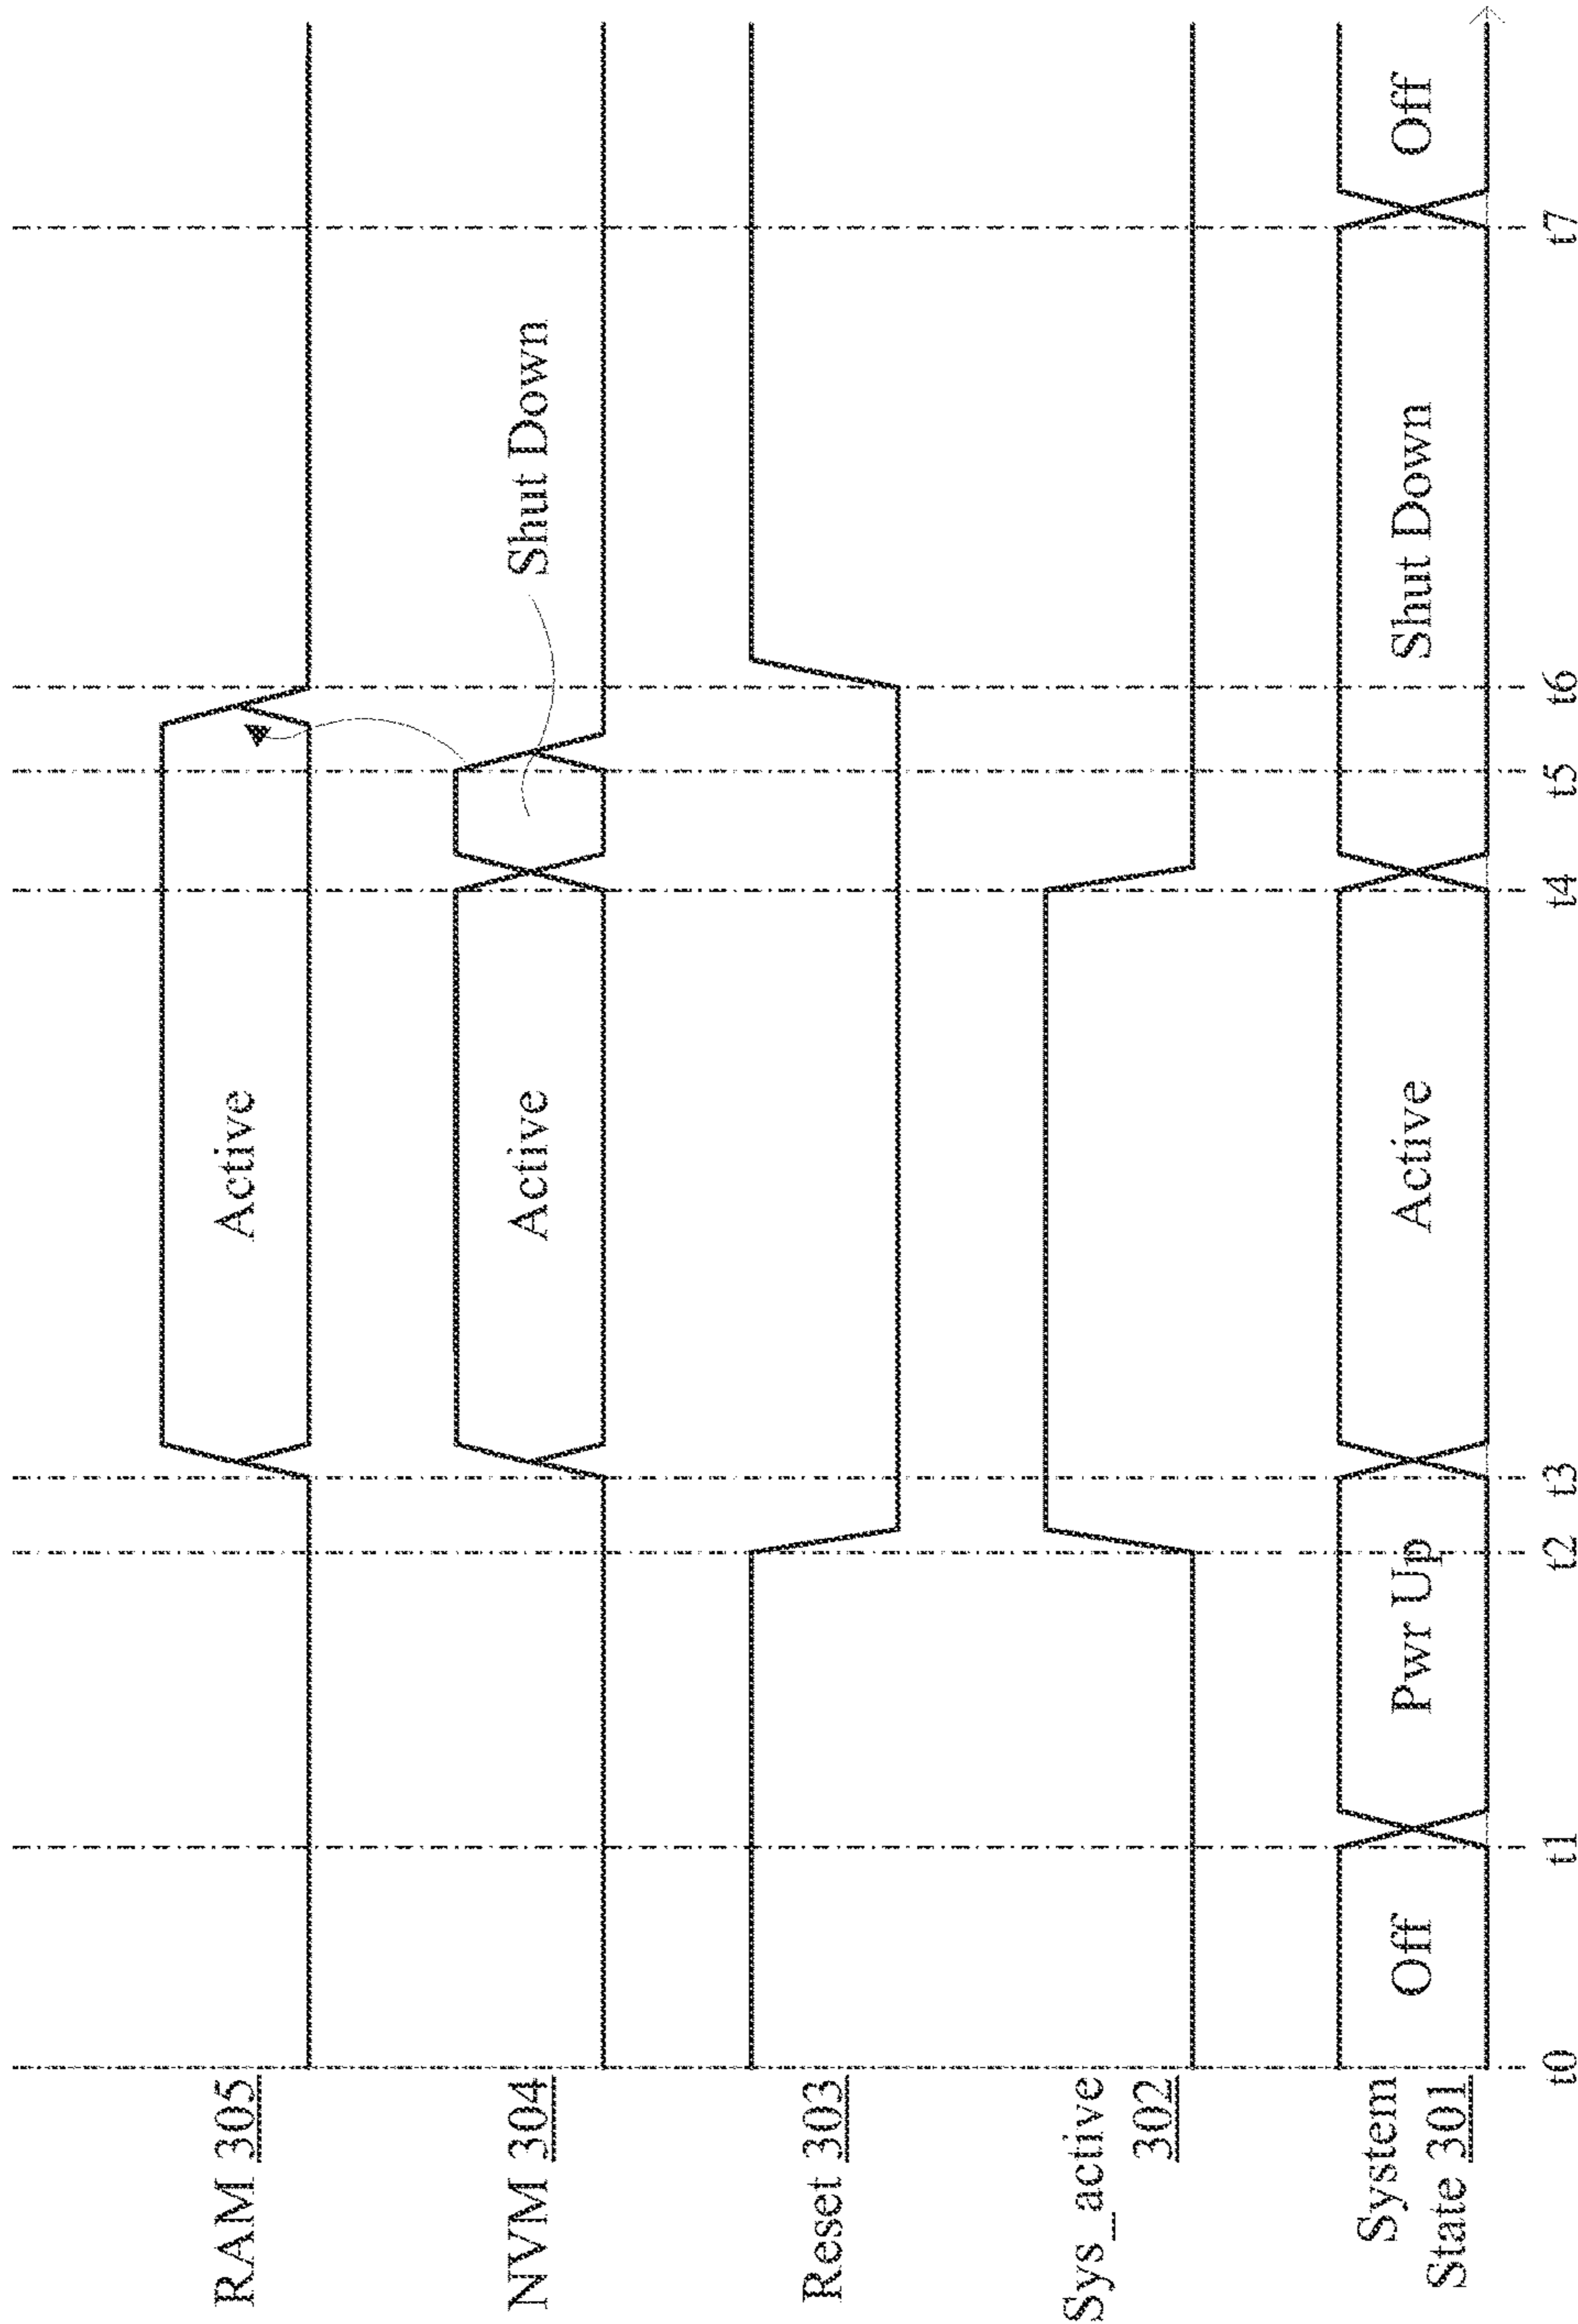 RAM 305
Active
NVM 304
Active
Shut Down
Reset 303
Sys_active
302
System
State 301
Off
Pwr Up
Active
Shut Down
Off
t0
t1
t2
t3
t4
t5
t6
t7